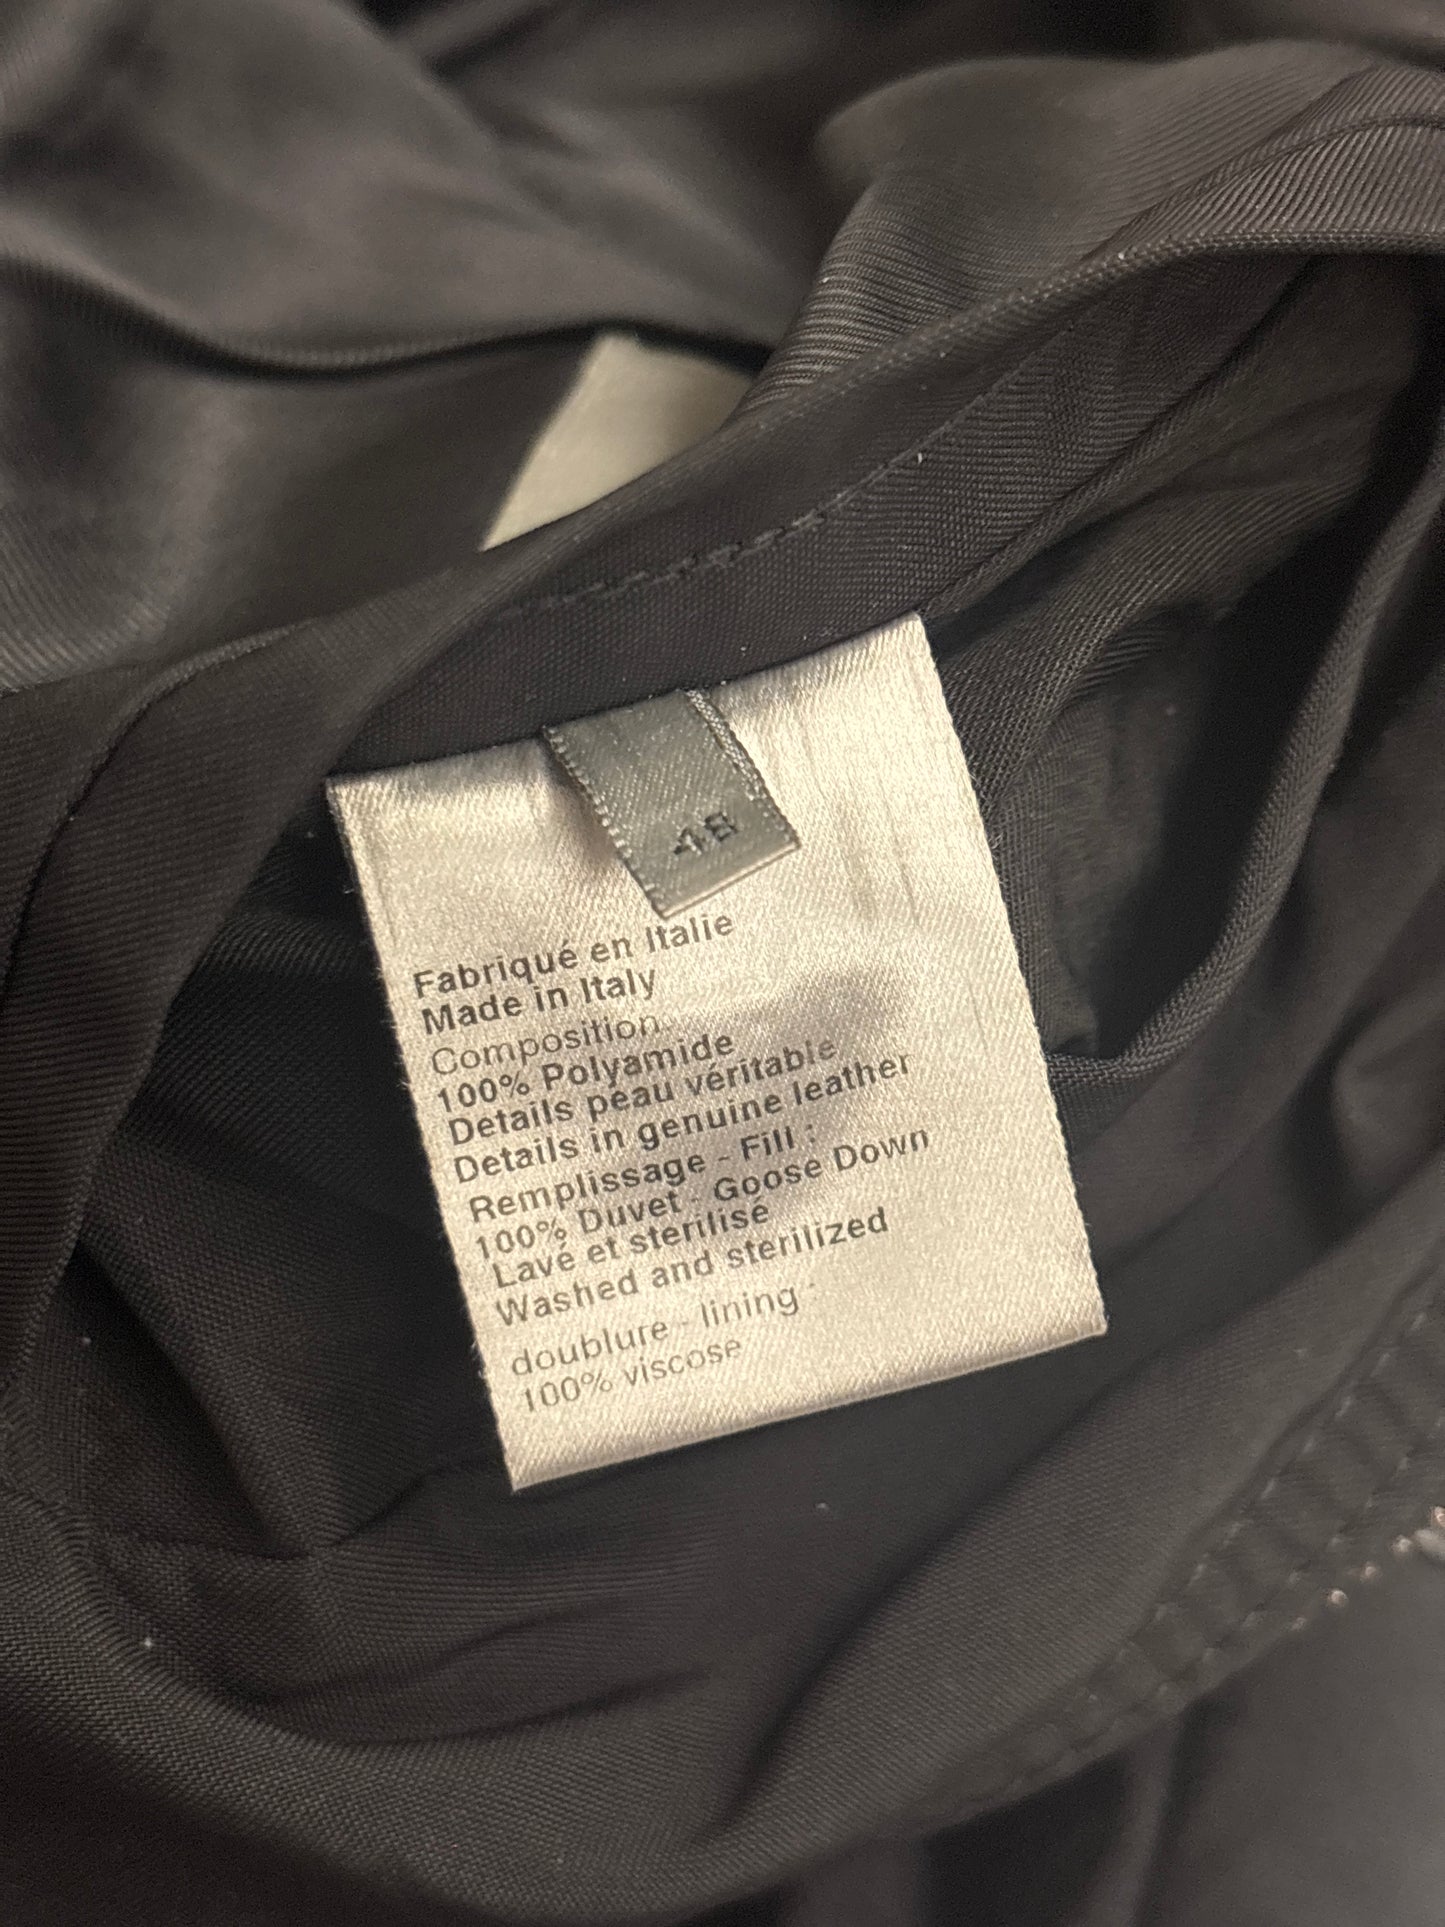 48
Fabriqué en Italie
Made in Italy
Composition
100% Polyamide
Details peau véritable
Details in genuine leather
Remplissage - Fill :
100% Duvet - Goose Down
Lavé et sterilisé
Washed and sterilized
doublure - lining
100% viscose